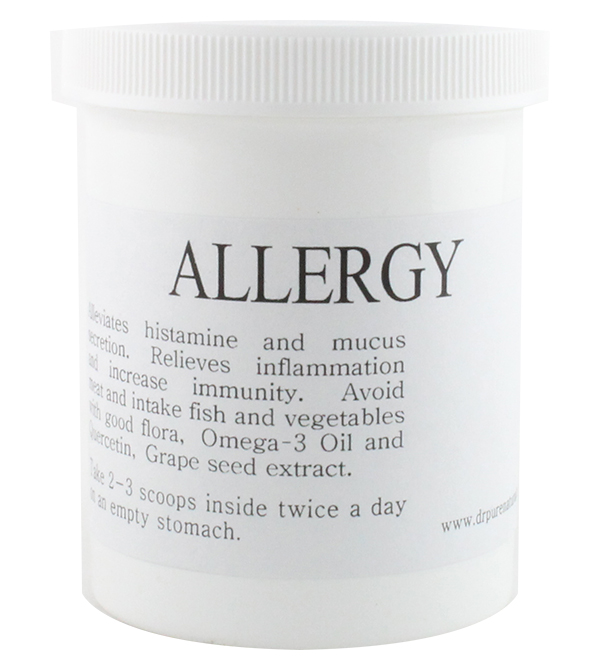 ALLERGY
Alleviates histamine and mucus
secretion. Relieves inflammation
and increase immunity. Avoid
meat and intake fish and vegetables
with good flora, Omega-3 Oil and
Quercetin, Grape seed extract.
Take 2-3 scoops inside twice a day
on an empty stomach.
www.drpurenatu